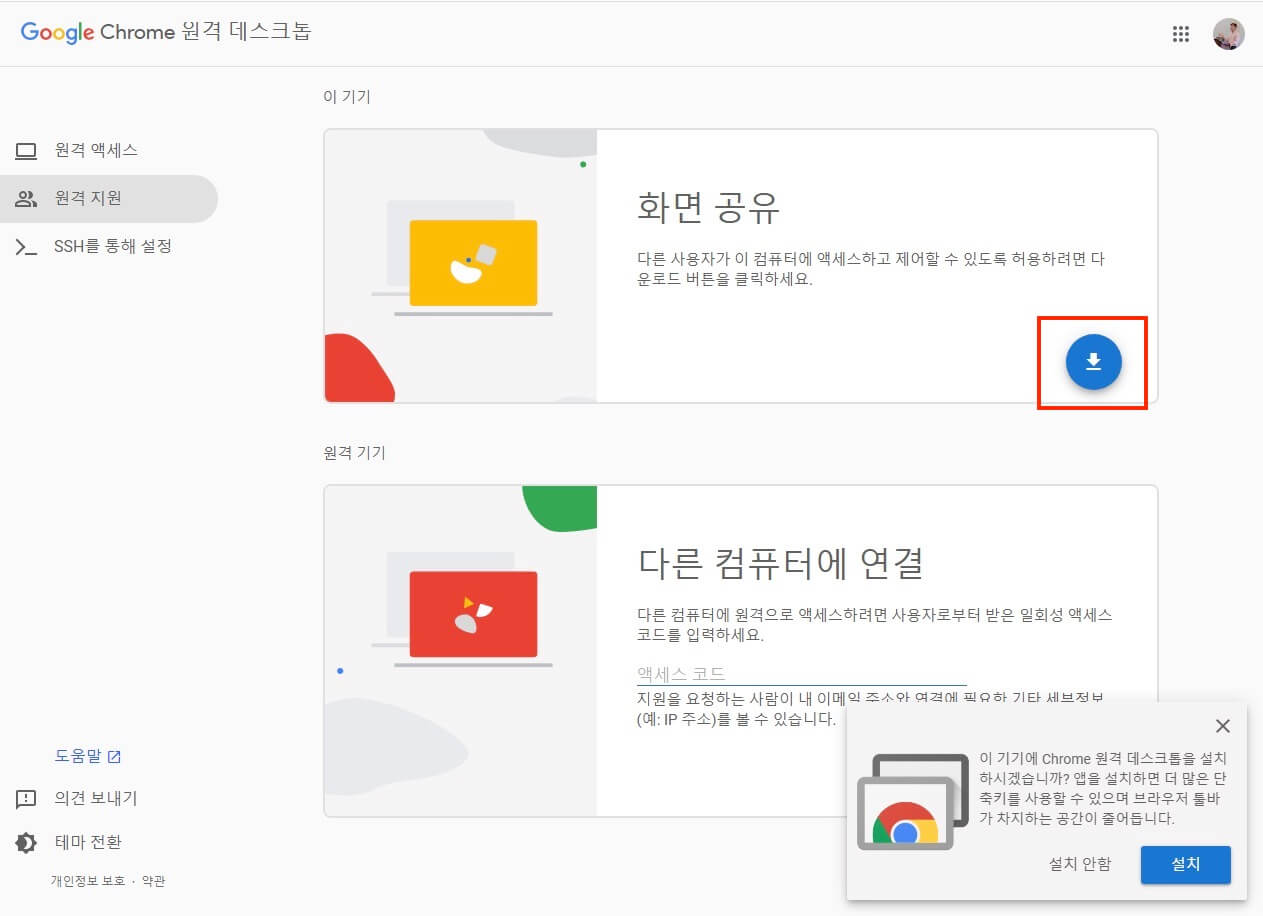 Google Chrome 원격 데스크톱
이 기기
원격 액세스
원격 지원
SSH를 통해 설정
화면 공유
다른 사용자가 이 컴퓨터에 액세스하고 제어할 수 있도록 허용하려면 다
운로드 버튼을 클릭하세요.
원격 기기
다른 컴퓨터에 연결
다른 컴퓨터에 원격으로 액세스하려면 사용자로부터 받은 일회성 액세스
코드를 입력하세요.
액세스 코드
지원을 요청하는 사람이 내 이메일 주소와 연결에 필요한 기타 세부정보
(예: IP 주소)를 볼 수 있습니다.
도움말
의견 보내기
테마 전환
개인정보 보호 · 약관
이 기기에 Chrome 원격 데스크톱을 설치
하시겠습니까? 앱을 설치하면 더 많은 단
축키를 사용할 수 있으며 브라우저 툴바
가 차지하는 공간이 줄어듭니다.
설치 안함
설치